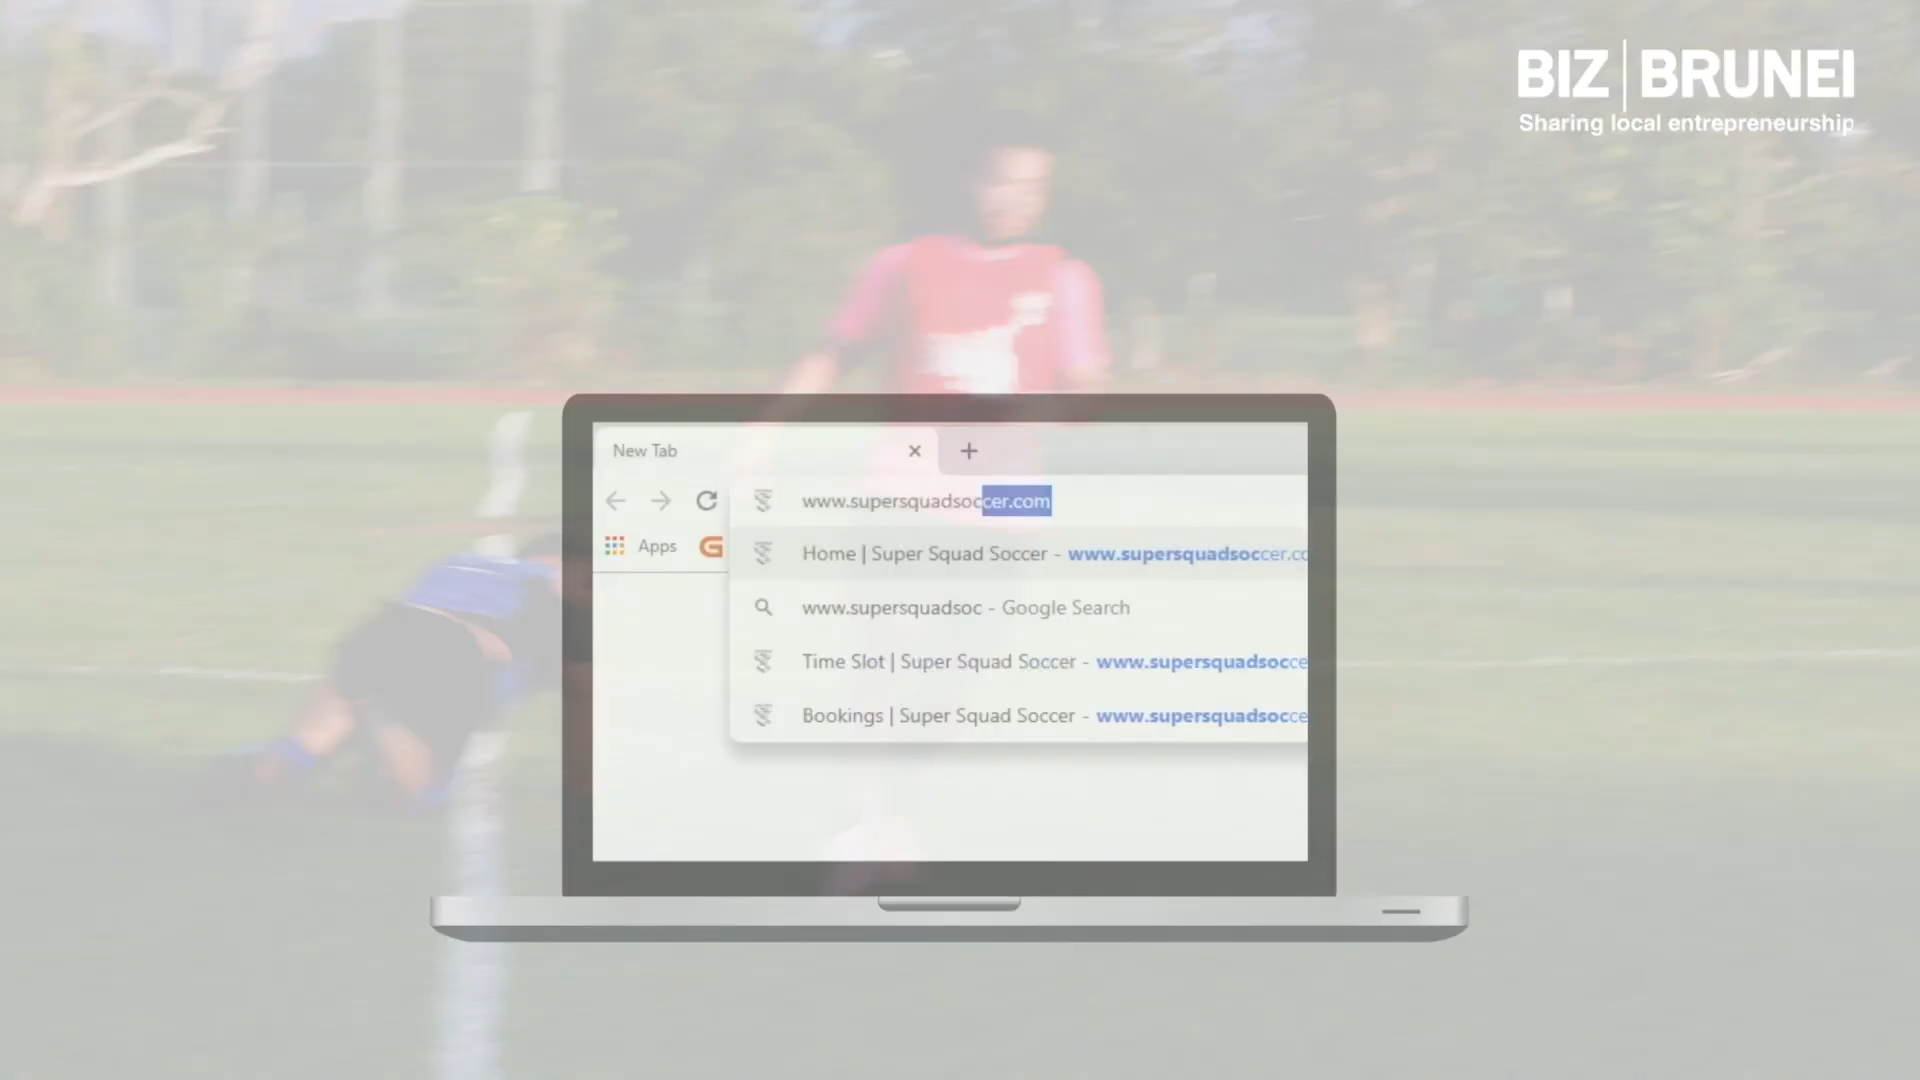 BIZ | BRUNEI
Sharing local entrepreneurship
New Tab
www.supersquadsoccer.com
Apps
Home | Super Squad Soccer - www.supersquadsoccer.co
www.supersquadsoc - Google Search
Time Slot | Super Squad Soccer - www.supersquadsocce
Bookings | Super Squad Soccer - www.supersquadsocce